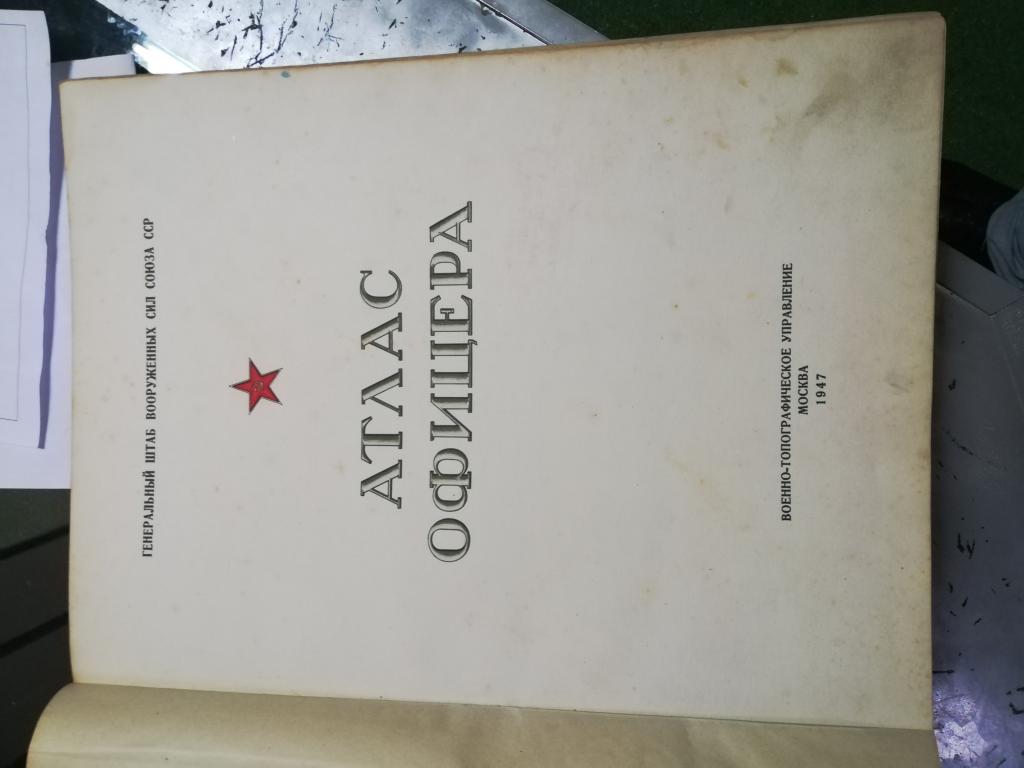 ГЕНЕРАЛЬНЫЙ ШТАБ ВООРУЖЕННЫХ СИЛ СОЮЗА ССР
АТЛАС
ОФИЦЕРА
ВОЕННО-ТОПОГРАФИЧЕСКОЕ УПРАВЛЕНИЕ
МОСКВА
1947